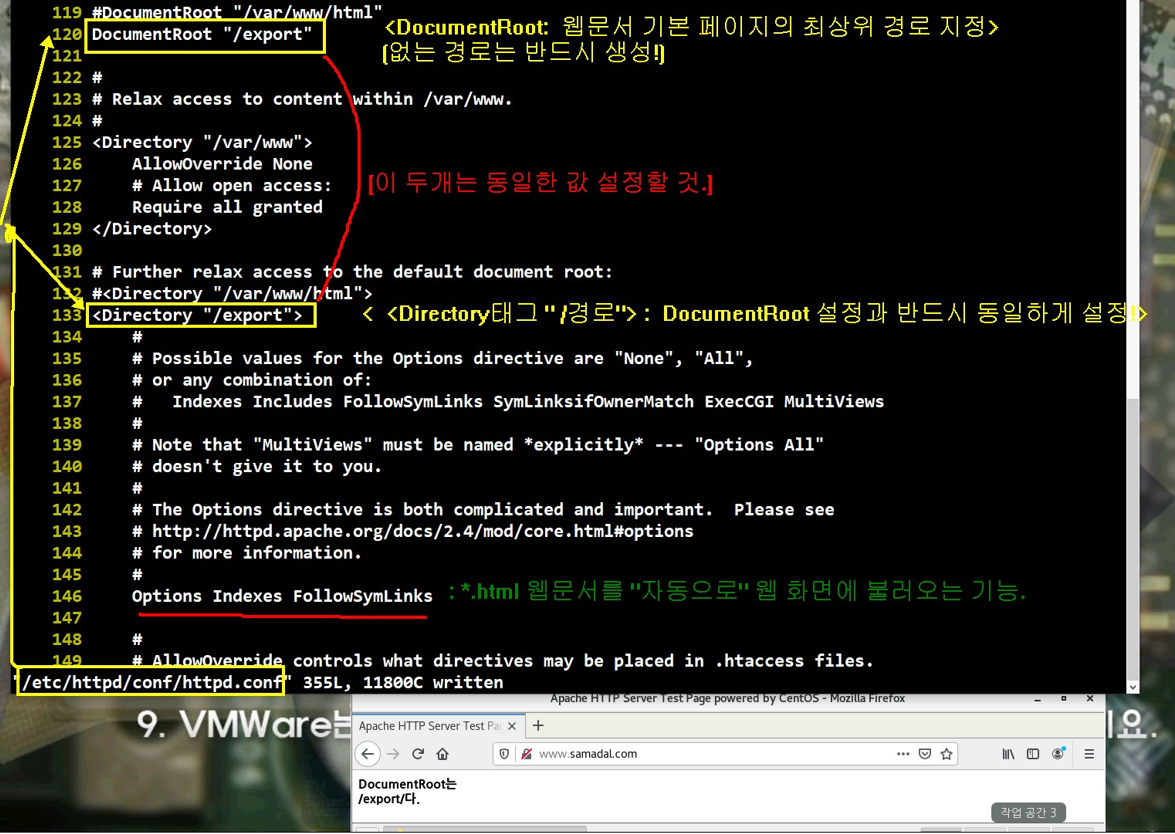 119 #DocumentRoot "/var/www/html"
120 DocumentRoot "/export"
<DocumentRoot: 웹문서 기본 페이지의 최상위 경로 지정>
[없는 경로는 반드시 생성!]
121
122 #
123 # Relax access to content within /var/www.
124 #
125 <Directory "/var/www">
126     AllowOverride None
127     # Allow open access:
[이 두개는 동일한 값 설정할 것.]
128     Require all granted
129 </Directory>
130
131 # Further relax access to the default document root:
132 #<Directory "/var/www/html">
133 <Directory "/export">
< <Directory태그 "/경로"> : DocumentRoot 설정과 반드시 동일하게 설정!>
134     #
135     # Possible values for the Options directive are "None", "All",
136     # or any combination of:
137     #   Indexes Includes FollowSymLinks SymLinksifOwnerMatch ExecCGI MultiViews
138     #
139     # Note that "MultiViews" must be named *explicitly* --- "Options All"
140     # doesn't give it to you.
141     #
142     # The Options directive is both complicated and important.  Please see
143     # http://httpd.apache.org/docs/2.4/mod/core.html#options
144     # for more information.
145     #
146     Options Indexes FollowSymLinks
: *.html 웹문서를 "자동으로" 웹 화면에 불러오는 기능.
147
148     #
149     # AllowOverride controls what directives may be placed in .htaccess files.
"/etc/httpd/conf/httpd.conf" 355L, 11800C written
Apache HTTP Server Test Page powered by CentOS - Mozilla Firefox
9. VMWare는
요.
Apache HTTP Server Test Pa
www.samadal.com
DocumentRoot는
/export/다.
작업 공간 3